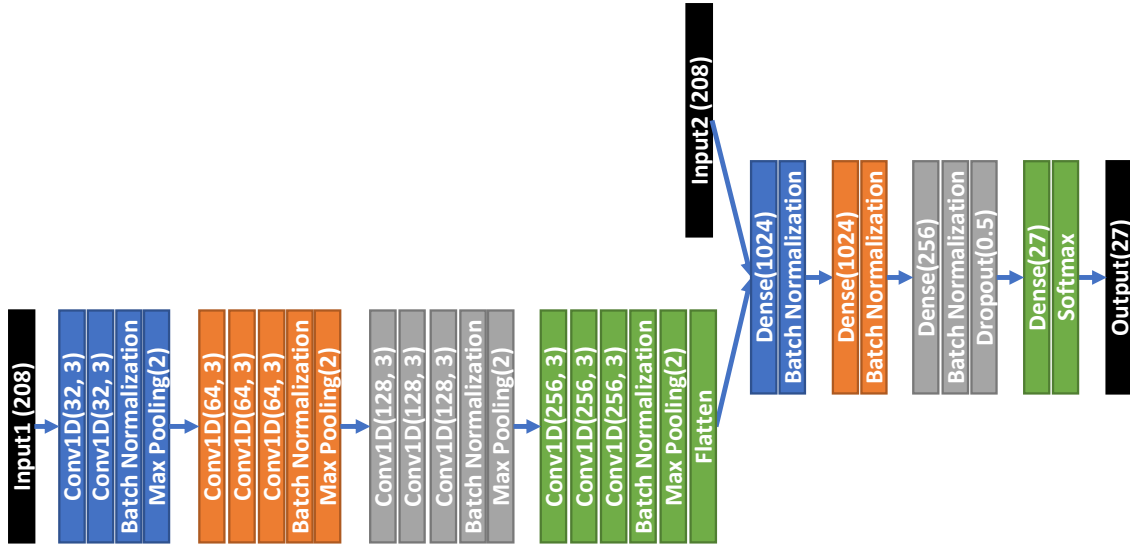 Input1 (208)
Conv1D(32, 3)
Conv1D(32, 3)
Batch Normalization
Max Pooling(2)
Conv1D(64, 3)
Conv1D(64, 3)
Conv1D(64, 3)
Batch Normalization
Max Pooling(2)
Conv1D(128, 3)
Conv1D(128, 3)
Conv1D(128, 3)
Batch Normalization
Max Pooling(2)
Conv1D(256, 3)
Conv1D(256, 3)
Conv1D(256, 3)
Batch Normalization
Max Pooling(2)
Flatten
Input2 (208)
Dense(1024)
Batch Normalization
Dense(1024)
Batch Normalization
Dense(256)
Batch Normalization
Dropout(0.5)
Dense(27)
Softmax
Output(27)